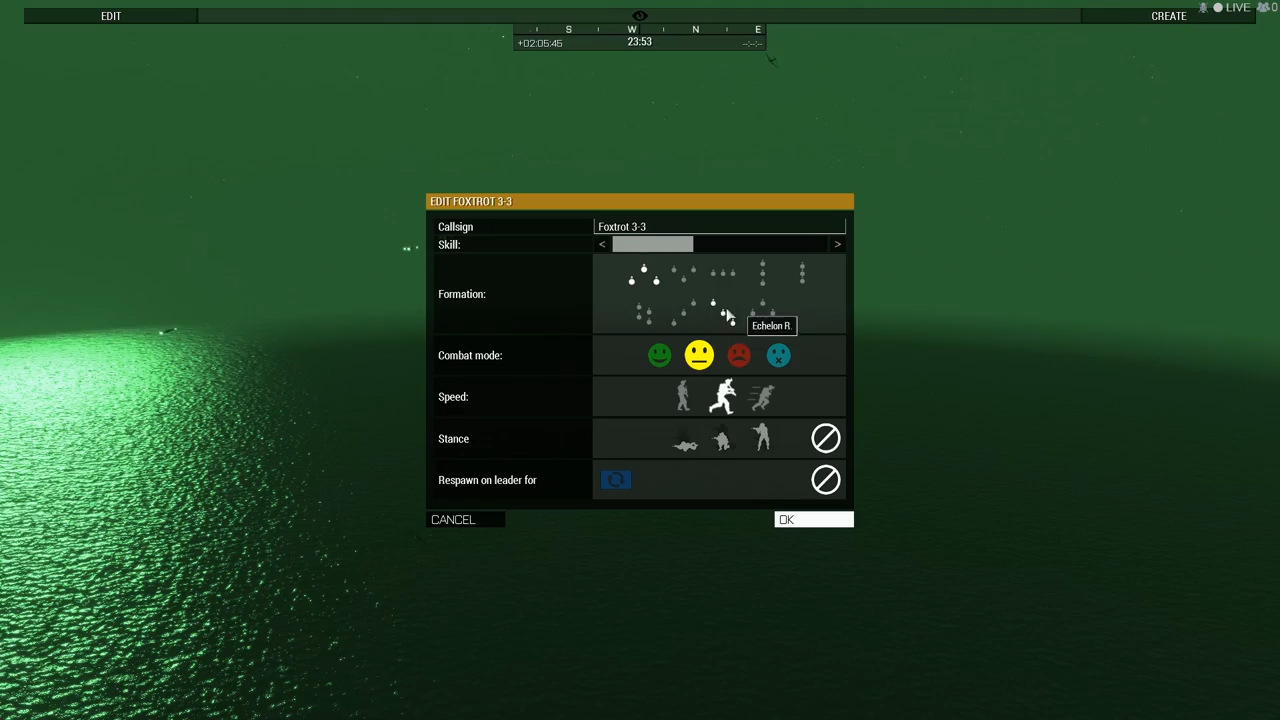 EDIT
CREATE
LIVE 0
S W N E
+02:05:45 23:53 --:--:--
EDIT FOXTROT 3-3
Callsign Foxtrot 3-3
Skill: < >
Formation:
Echelon R.
Combat mode:
Speed:
Stance
Respawn on leader for
CANCEL OK